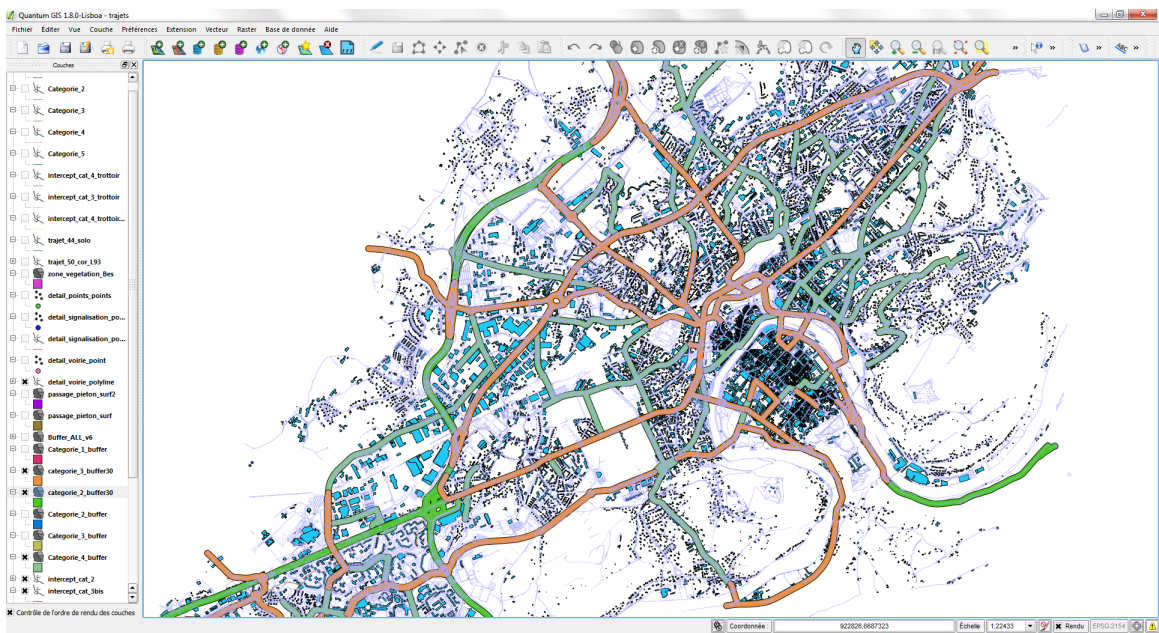 Quantum GIS 1.8.0-Lisboa - trajets
Fichier Éditer Vue Couche Préférences Extension Vecteur Raster Base de donnée Aide
» » » »
ABC
Couches
Categorie_2
Categorie_3
Categorie_4
Categorie_5
intercept_cat_4_trottoir
intercept_cat_3_trottoir
intercept_cat_4_trottoic...
trajet_44_solo
trajet_50_cor_L93
zone_vegetation_Bes
detail_points_points
detail_signalisation_po...
detail_signalisation_po...
detail_voirie_point
detail_voirie_polyline
passage_pieton_surf2
passage_pieton_surf
Buffer_ALL_v6
Categorie_1_buffer
categorie_3_buffer30
categorie_2_buffer30
Categorie_2_buffer
Categorie_3_buffer
Categorie_4_buffer
intercept_cat_2
intercept_cat_3bis
Contrôle de l'ordre de rendu des couches
Coordonnée : 922826,6687323 Échelle 1:22433 Rendu EPSG:2154